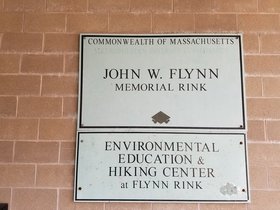 COMMONWEALTH OF MASSACHUSETTS
JOHN W. FLYNN
MEMORIAL RINK
ENVIRONMENTAL
EDUCATION &
HIKING CENTER
at FLYNN RINK